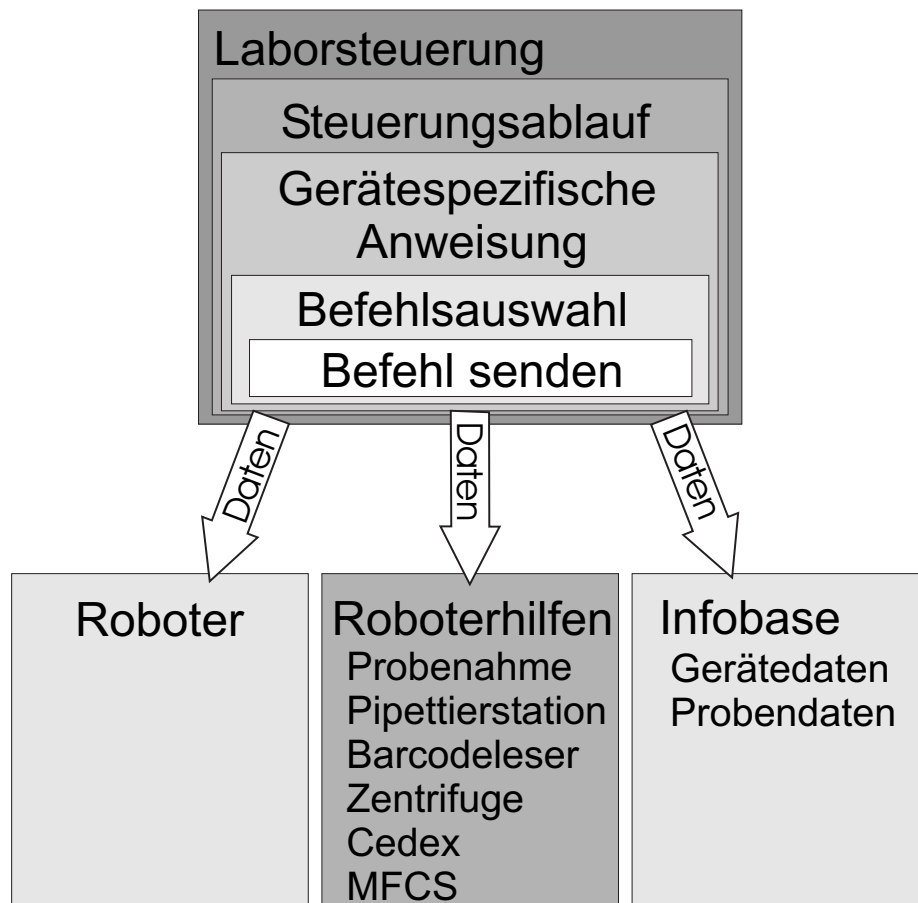 Laborsteuerung
Steuerungsablauf
Gerätespezifische
Anweisung
Befehlsauswahl
Befehl senden
Daten
Daten
Daten
Roboter
Roboterhilfen
Probenahme
Pipettierstation
Barcodeleser
Zentrifuge
Cedex
MFCS
Infobase
Gerätedaten
Probendaten